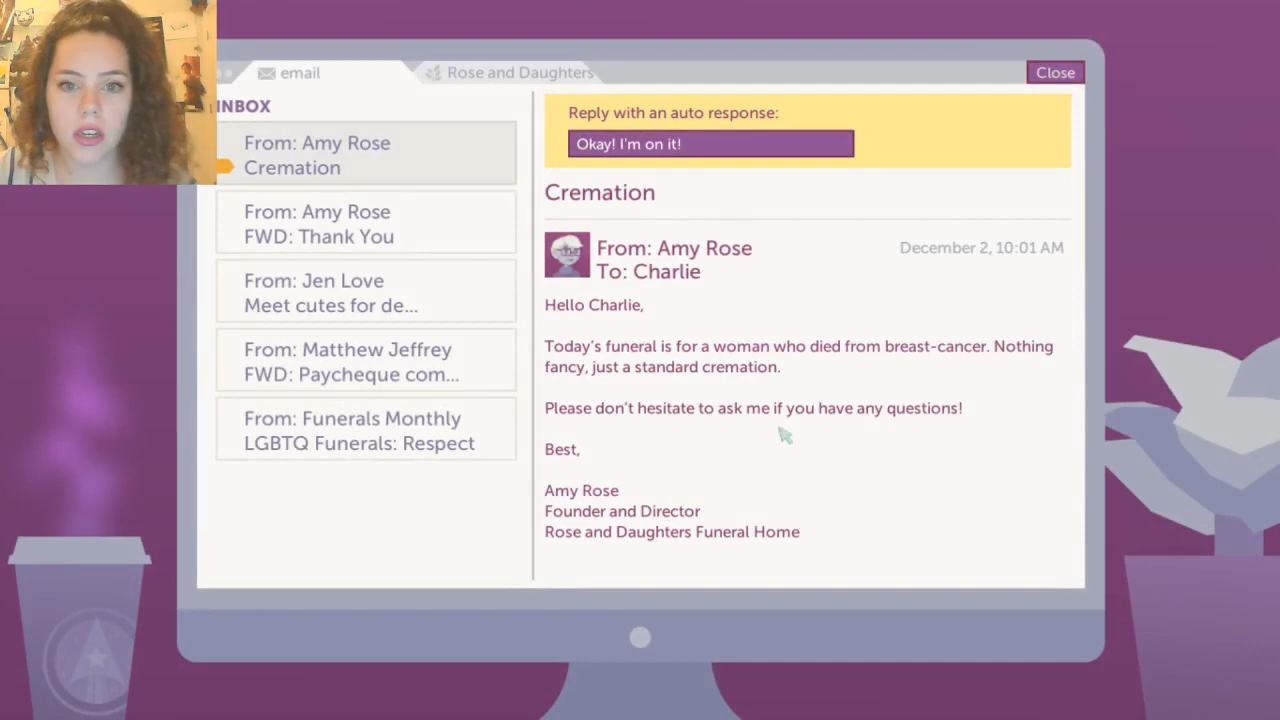 email
Rose and Daughters
Close
INBOX
From: Amy Rose
Cremation
From: Amy Rose
FWD: Thank You
From: Jen Love
Meet cutes for de...
From: Matthew Jeffrey
FWD: Paycheque com...
From: Funerals Monthly
LGBTQ Funerals: Respect
Reply with an auto response:
Okay! I'm on it!
Cremation
From: Amy Rose
December 2, 10:01 AM
To: Charlie
Hello Charlie,
Today's funeral is for a woman who died from breast-cancer. Nothing
fancy, just a standard cremation.
Please don't hesitate to ask me if you have any questions!
Best,
Amy Rose
Founder and Director
Rose and Daughters Funeral Home